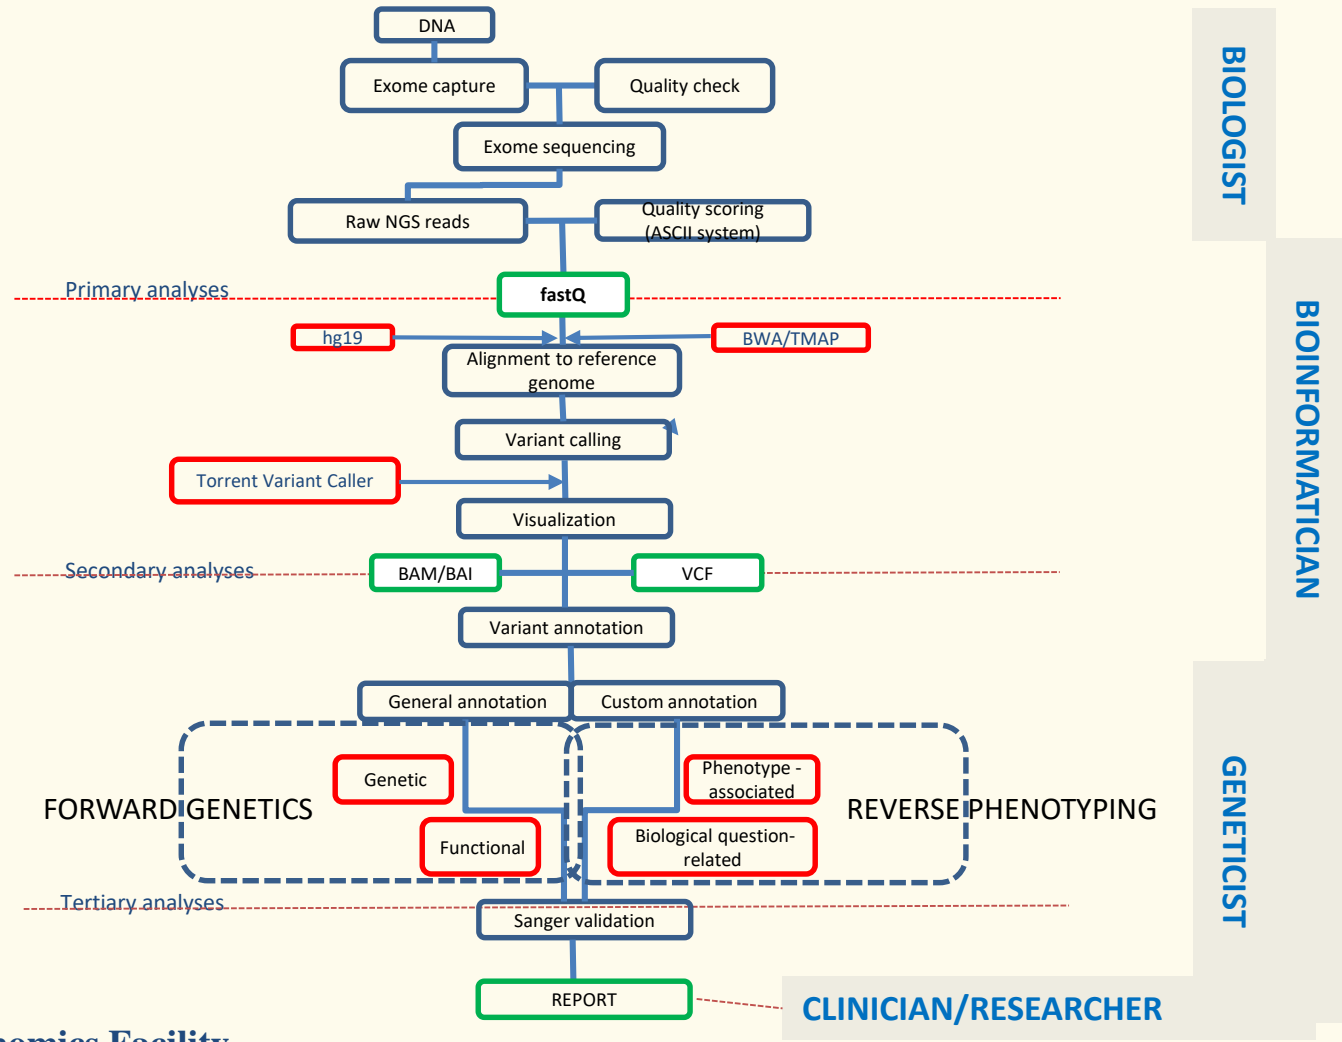 DNA
Exome capture
Quality check
Exome sequencing
Raw NGS reads
Quality scoring
(ASCII system)
Primary analyses
fastQ
hg19
BWA/TMAP
Alignment to reference
genome
Variant calling
Torrent Variant Caller
Visualization
Secondary analyses
BAM/BAI
VCF
Variant annotation
General annotation
Custom annotation
Genetic
Phenotype -
associated
FORWARD GENETICS
REVERSE PHENOTYPING
Functional
Biological question-
related
Tertiary analyses
Sanger validation
REPORT
BIOLOGIST
BIOINFORMATICIAN
GENETICIST
CLINICIAN/RESEARCHER
Facility